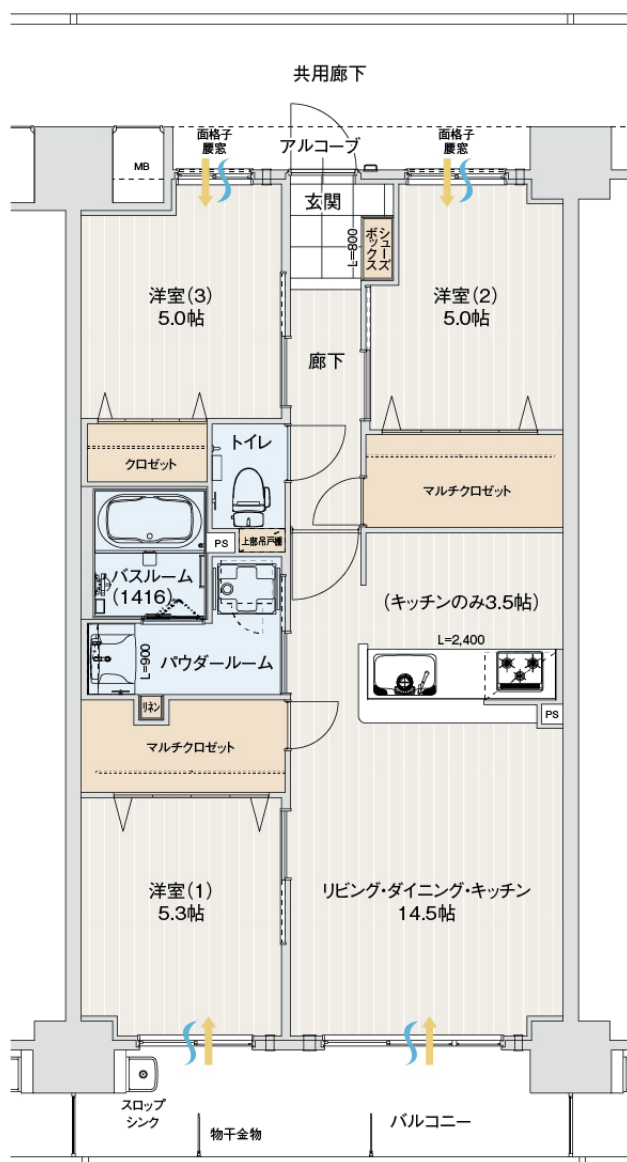 共用廊下
面格子
腰窓
アルコーブ
面格子
腰窓
MB
玄関
シューズ
ボックス
L=800
洋室(3)
5.0帖
洋室(2)
5.0帖
廊下
トイレ
クロゼット
マルチクロゼット
PS
上部吊戸棚
バスルーム
(1416)
(キッチンのみ3.5帖)
L=2,400
L=900
パウダールーム
リネン
PS
マルチクロゼット
洋室(1)
5.3帖
リビング・ダイニング・キッチン
14.5帖
スロップ
シンク
物干金物
バルコニー